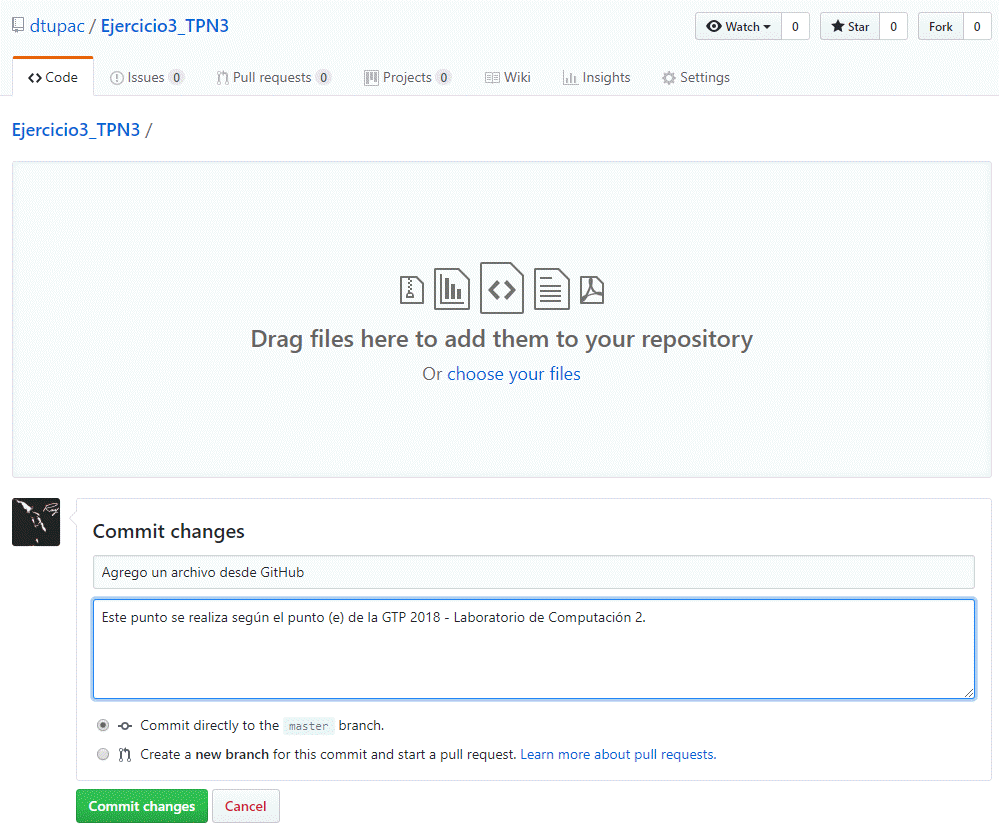 dtupac / Ejercicio3_TPN3
Watch 0 Star 0 Fork 0
Code Issues 0 Pull requests 0 Projects 0 Wiki Insights Settings
Ejercicio3_TPN3 /
Drag files here to add them to your repository
Or choose your files
Commit changes
Agrego un archivo desde GitHub
Este punto se realiza según el punto (e) de la GTP 2018 - Laboratorio de Computación 2.
Commit directly to the master branch.
Create a new branch for this commit and start a pull request. Learn more about pull requests.
Commit changes Cancel